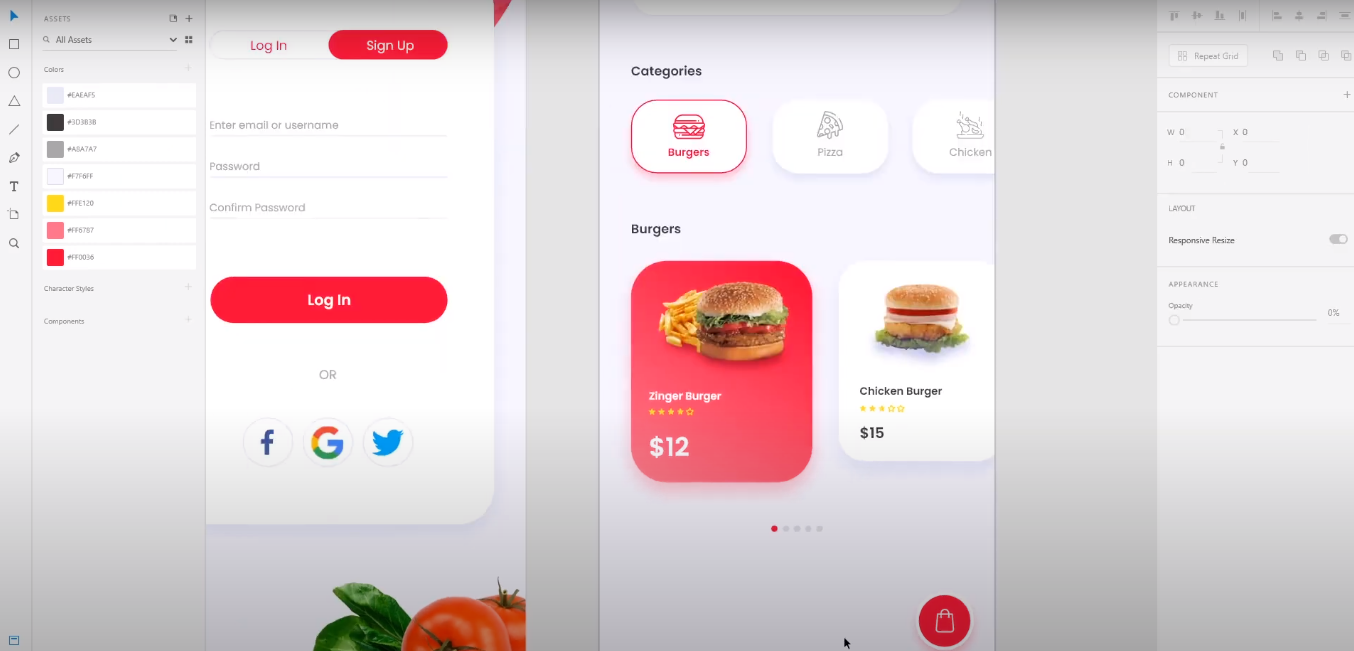 ASSETS
All Assets
Colors
#EAEAF5
#3D3B3B
#A8A7A7
#F7F6FF
#FFE120
#FF6787
#FF0036
Character Styles
Components
Log In
Sign Up
Enter email or username
Password
Confirm Password
Log In
OR
Categories
Burgers
Pizza
Chicken
Burgers
Zinger Burger
$12
Chicken Burger
$15
Repeat Grid
COMPONENT
W 0
X 0
H 0
Y 0
LAYOUT
Responsive Resize
APPEARANCE
Opacity
0%